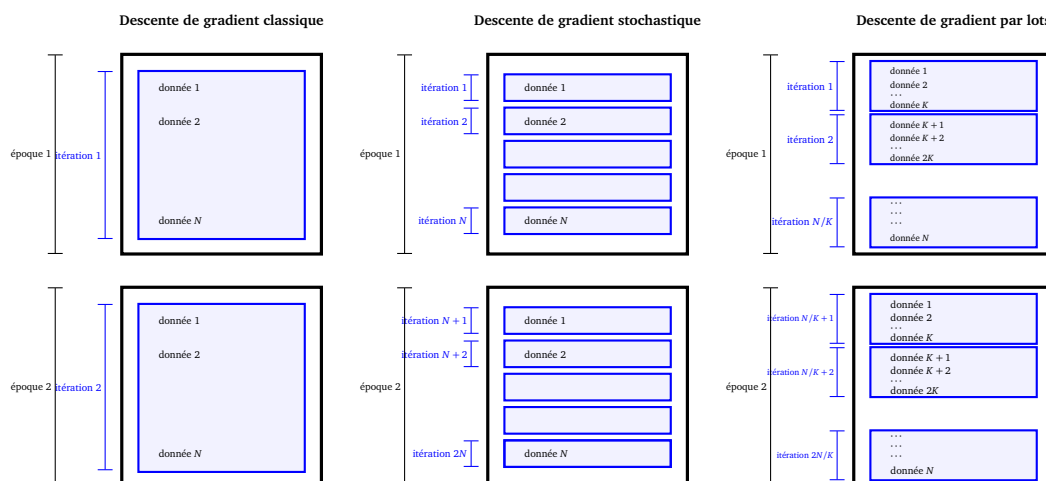 Descente de gradient classique
époque 1
itération 1
donnée 1
donnée 2
donnée N
époque 2
itération 2
donnée 1
donnée 2
donnée N
Descente de gradient stochastique
époque 1
itération 1
donnée 1
itération 2
donnée 2
itération N
donnée N
époque 2
itération N + 1
donnée 1
itération N + 2
donnée 2
itération 2N
donnée N
Descente de gradient par lots
époque 1
itération 1
donnée 1
donnée 2
...
donnée K
itération 2
donnée K + 1
donnée K + 2
...
donnée 2K
itération N/K
...
...
...
donnée N
époque 2
itération N/K + 1
donnée 1
donnée 2
...
donnée K
itération N/K + 2
donnée K + 1
donnée K + 2
...
donnée 2K
itération 2N/K
...
...
...
donnée N